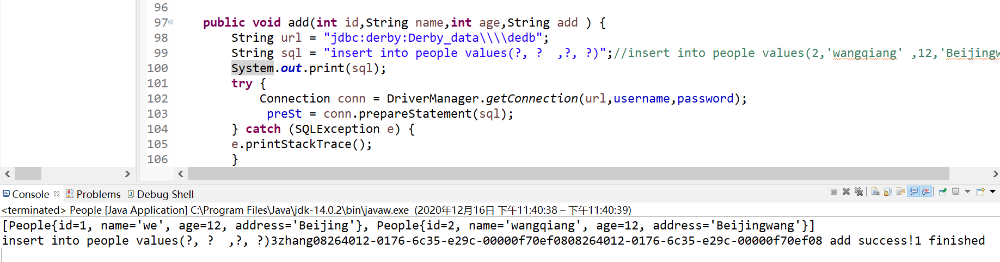 96
97 public void add(int id,String name,int age,String add ) {
98 String url = "jdbc:derby:Derby_data\\\\dedb";
99 String sql = "insert into people values(?, ?  ,?, ?)";//insert into people values(2,'wangqiang' ,12,'Beijingw
100 System.out.print(sql);
101 try {
102 Connection conn = DriverManager.getConnection(url,username,password);
103 preSt = conn.prepareStatement(sql);
104 } catch (SQLException e) {
105 e.printStackTrace();
106 }
Console Problems Debug Shell
<terminated> People [Java Application] C:\Program Files\Java\jdk-14.0.2\bin\javaw.exe  (2020年12月16日 下午11:40:38 – 下午11:40:39)
[People{id=1, name='we', age=12, address='Beijing'}, People{id=2, name='wangqiang', age=12, address='Beijingwang'}]
insert into people values(?, ?  ,?, ?)3zhang08264012-0176-6c35-e29c-00000f70ef0808264012-0176-6c35-e29c-00000f70ef08 add success!1 finished